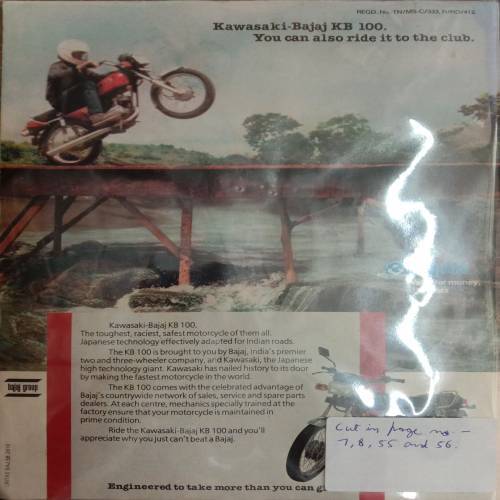 REGD. No. TN/MS-C/333, P/RO/412
Kawasaki-Bajaj KB 100.
You can also ride it to the club.
for money,
Kawasaki-Bajaj KB 100.
The toughest, raciest, safest motorcycle of them all.
Japanese technology effectively adapted for Indian roads.
The KB 100 is brought to you by Bajaj, India's premier
two and three-wheeler company, and Kawasaki, the Japanese
high technology giant. Kawasaki has nailed history to its door
by making the fastest motorcycle in the world.
The KB 100 comes with the celebrated advantage of
Bajaj's countrywide network of sales, service and spare parts
dealers. At each centre, mechanics specially trained at the
factory ensure that your motorcycle is maintained in
prime condition.
Ride the Kawasaki-Bajaj KB 100 and you'll
appreciate why you just can't beat a Bajaj.
bajaj group
Cut in page no. -
7, 8, 55 and 56.
Engineered to take more than you can g